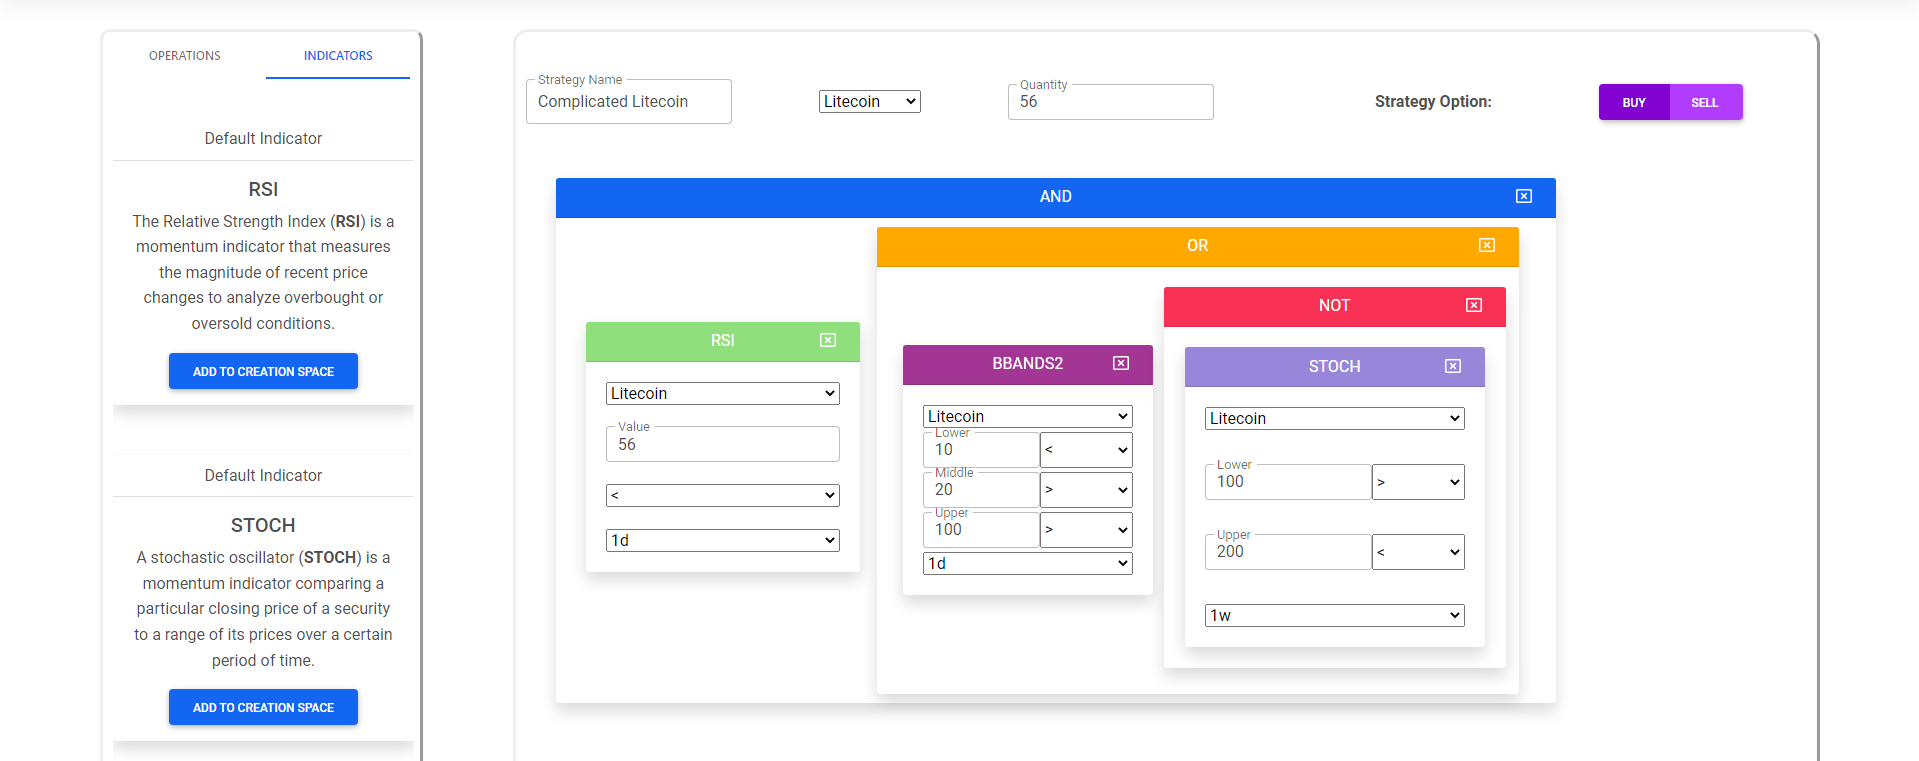 OPERATIONS
INDICATORS
Default Indicator
RSI
The Relative Strength Index (RSI) is a
momentum indicator that measures
the magnitude of recent price
changes to analyze overbought or
oversold conditions.
ADD TO CREATION SPACE
Default Indicator
STOCH
A stochastic oscillator (STOCH) is a
momentum indicator comparing a
particular closing price of a security
to a range of its prices over a certain
period of time.
ADD TO CREATION SPACE
Strategy Name
Complicated Litecoin
Litecoin
Quantity
56
Strategy Option:
BUY
SELL
AND
RSI
Litecoin
Value
56
<
1d
OR
BBANDS2
Litecoin
Lower
10
<
Middle
20
>
Upper
100
>
1d
NOT
STOCH
Litecoin
Lower
100
>
Upper
200
<
1w